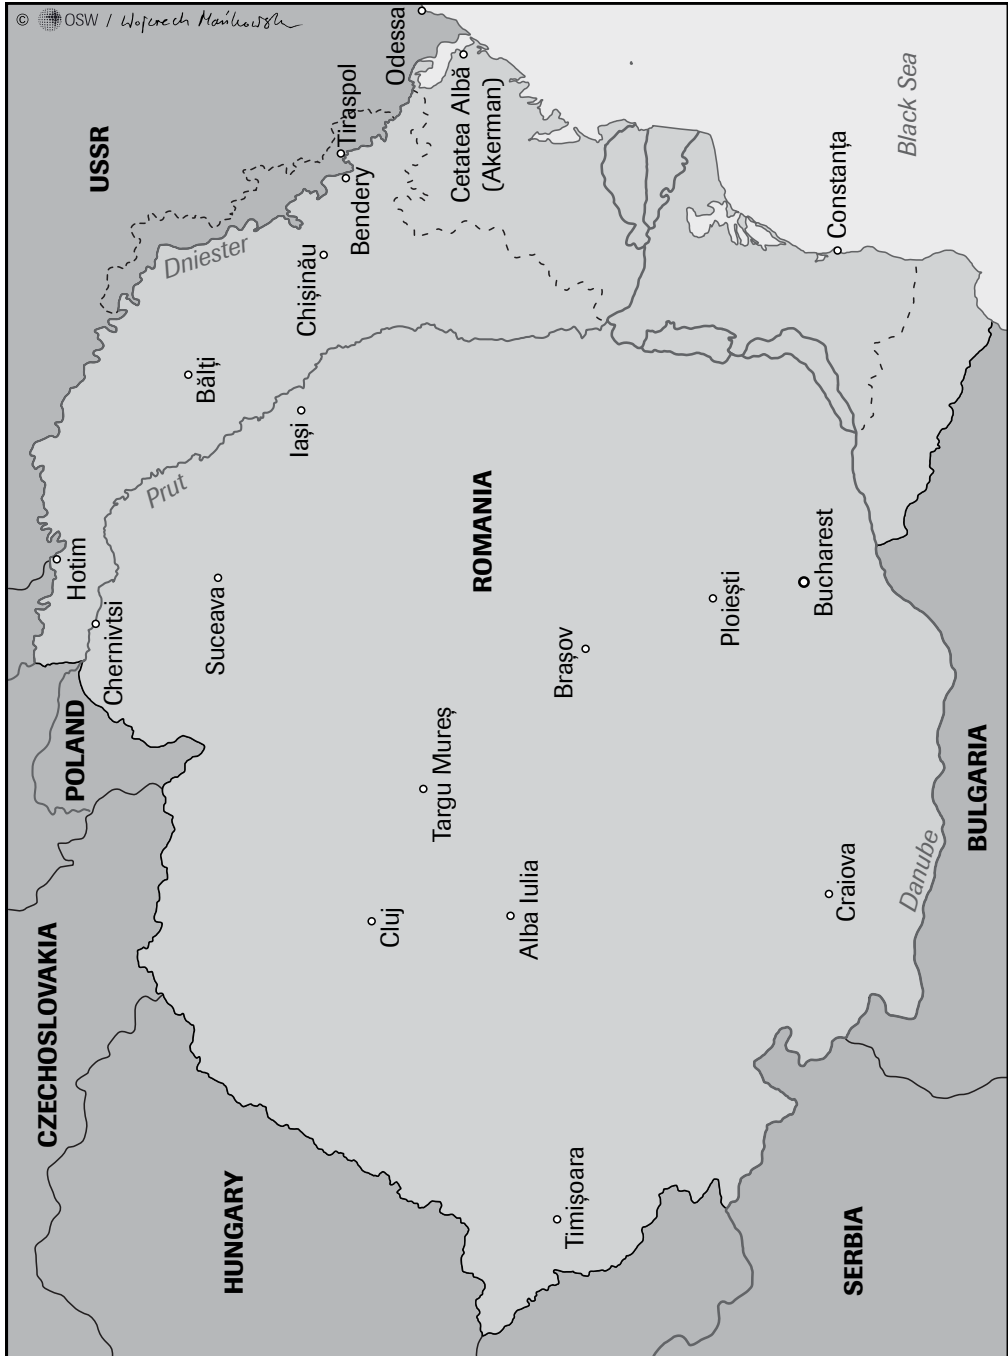 © OSW / Wojciech Mańkowski
USSR
POLAND
CZECHOSLOVAKIA
HUNGARY
ROMANIA
SERBIA
BULGARIA
Black Sea
Dniester
Prut
Danube
Odessa
Tiraspol
Bendery
Cetatea Albă
(Akerman)
Chișinău
Bălți
Iași
Hotim
Chernivtsi
Suceava
Constanța
Bucharest
Ploiești
Brașov
Targu Mureș
Cluj
Alba Iulia
Craiova
Timișoara